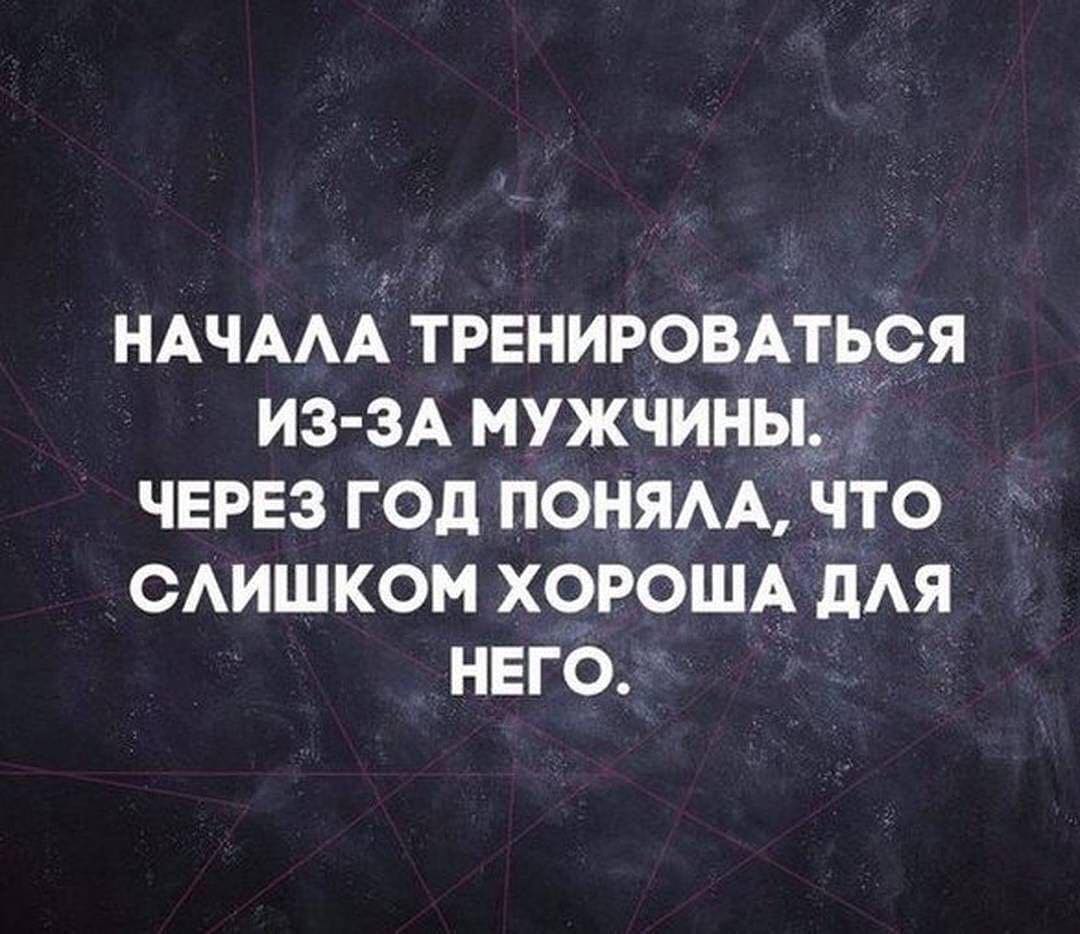 НАЧАЛА ТРЕНИРОВАТЬСЯ
ИЗ-ЗА МУЖЧИНЫ.
ЧЕРЕЗ ГОД ПОНЯЛА, ЧТО
СЛИШКОМ ХОРОША ДЛЯ
НЕГО.